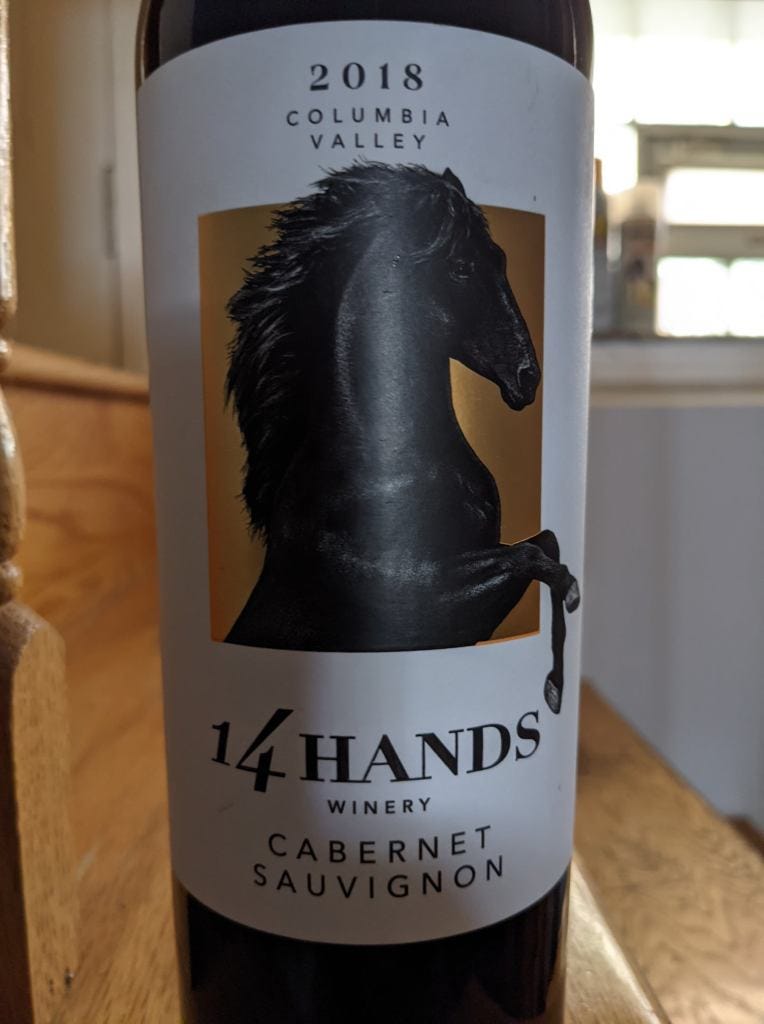 2018
COLUMBIA
VALLEY
14 HANDS
WINERY
CABERNET
SAUVIGNON